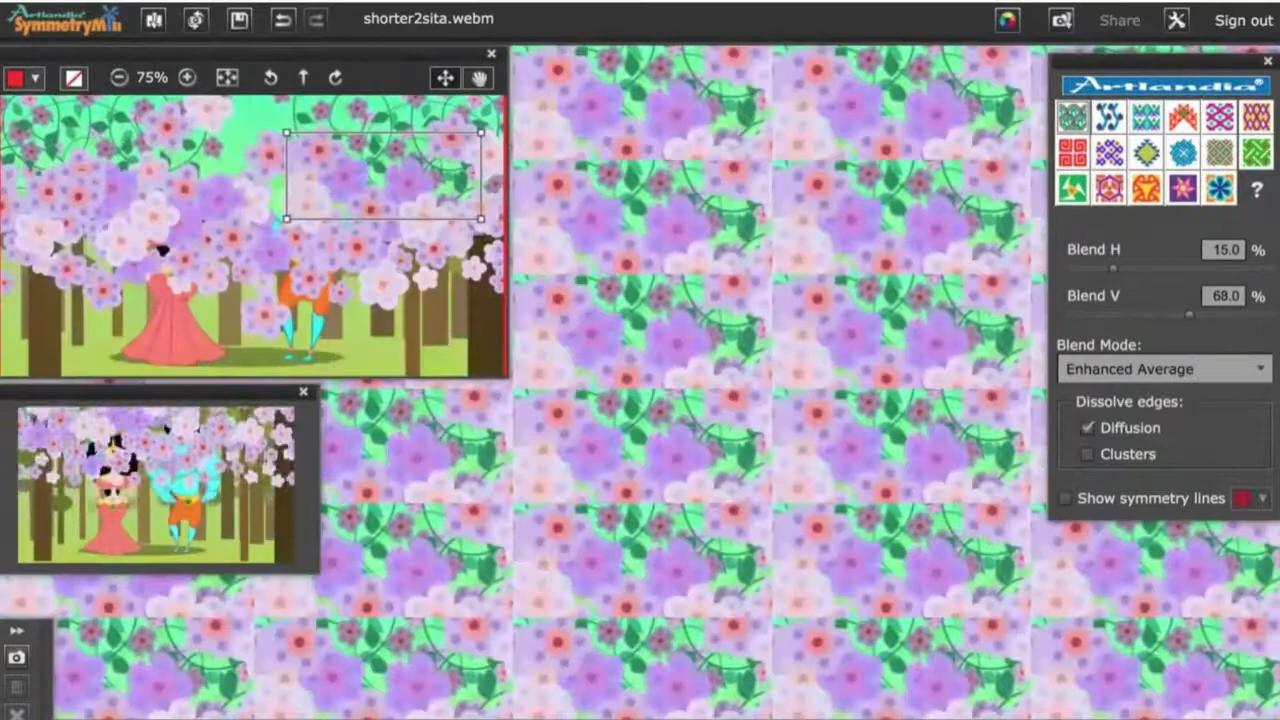 Artlandia
SymmetryMill
shorter2sita.webm
Share
Sign out
75%
Artlandia®
?
Blend H
15.0 %
Blend V
68.0 %
Blend Mode:
Enhanced Average
Dissolve edges:
Diffusion
Clusters
Show symmetry lines